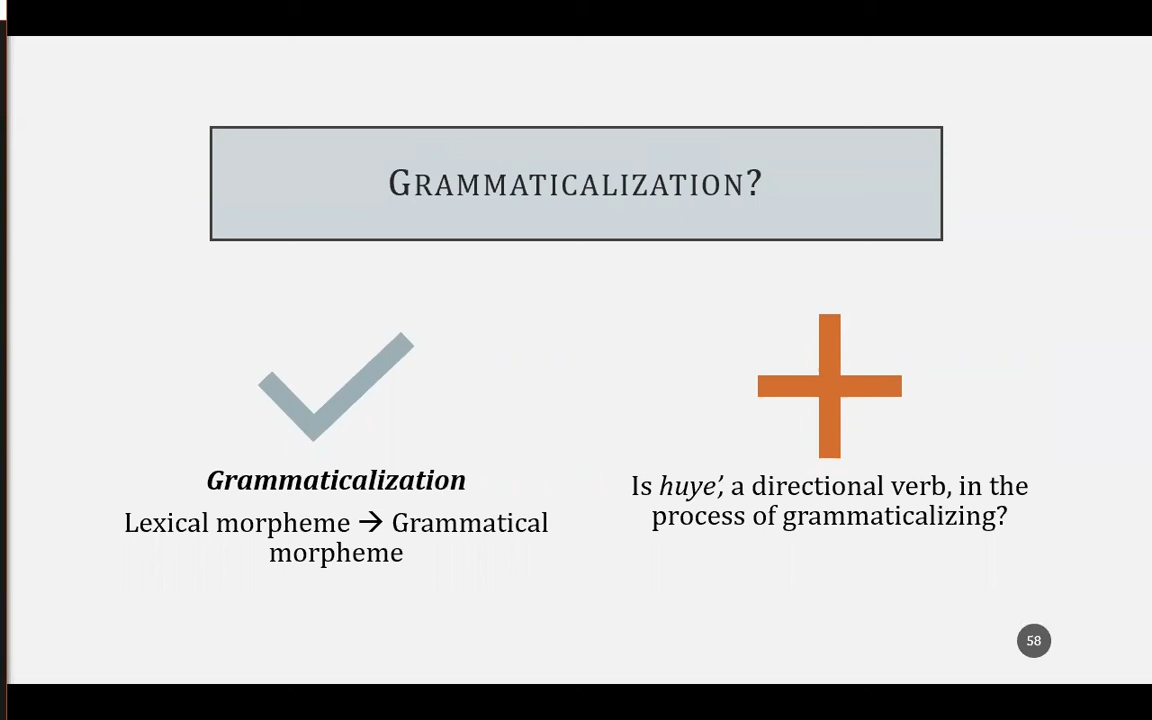 GRAMMATICALIZATION?
Grammaticalization
Lexical morpheme → Grammatical
morpheme
Is huye’, a directional verb, in the
process of grammaticalizing?
58